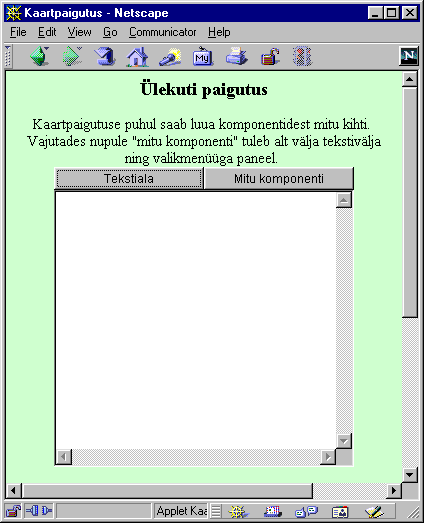 Kaartpaigutus - Netscape
File Edit View Go Communicator Help
My
N
Ülekuti paigutus
Kaartpaigutuse puhul saab luua komponentidest mitu kihti.
Vajutades nupule "mitu komponenti" tuleb alt välja tekstivälja
ning valikmenüüga paneel.
Tekstiala Mitu komponenti
Applet Kaa